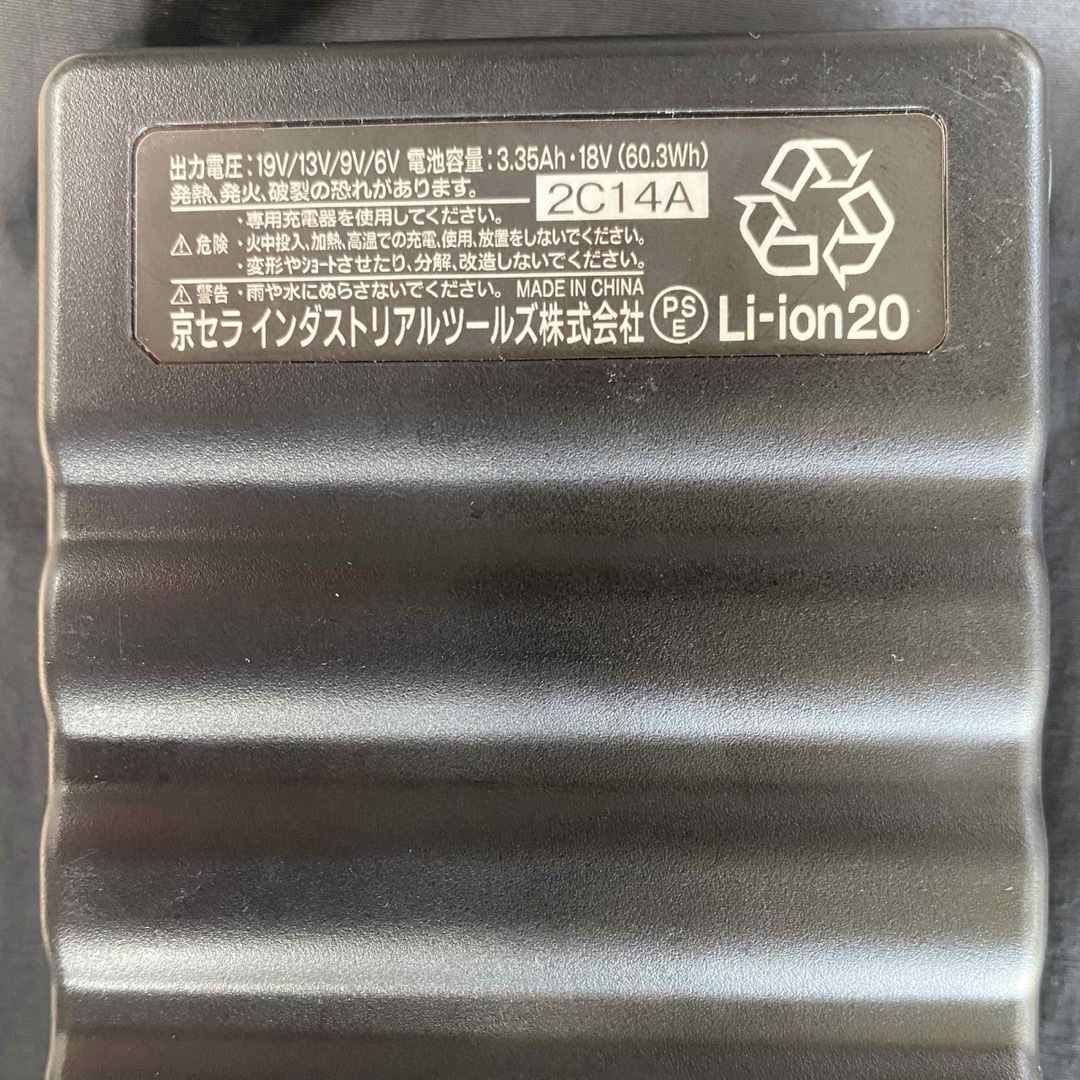 出力電圧:19V/13V/9V/6V 電池容量:3.35Ah・18V(60.3Wh)
発熱、発火、破裂の恐れがあります。
2C14A
・専用充電器を使用してください。
⚠危険・火中投入、加熱、高温での充電、使用、放置をしないでください。
・変形やショートさせたり、分解、改造しないでください。
⚠警告・雨や水にぬらさないでください。 MADE IN CHINA
京セラ インダストリアルツールズ株式会社 PSE Li-ion20